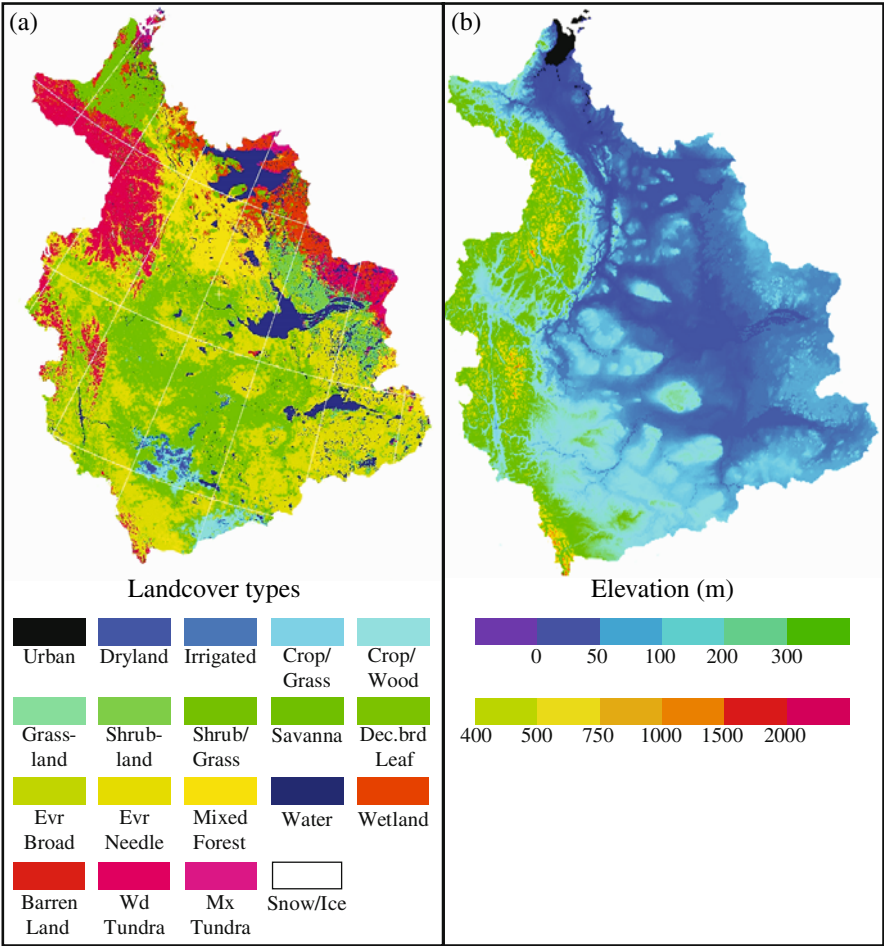 (a)
Landcover types
Urban Dryland Irrigated Crop/ Crop/
Grass Wood
Grass- Shrub- Shrub/ Savanna Dec.brd
land land Grass Leaf
Evr Evr Mixed Water Wetland
Broad Needle Forest
Barren Wd Mx Snow/Ice
Land Tundra Tundra
(b)
Elevation (m)
0 50 100 200 300
400 500 750 1000 1500 2000